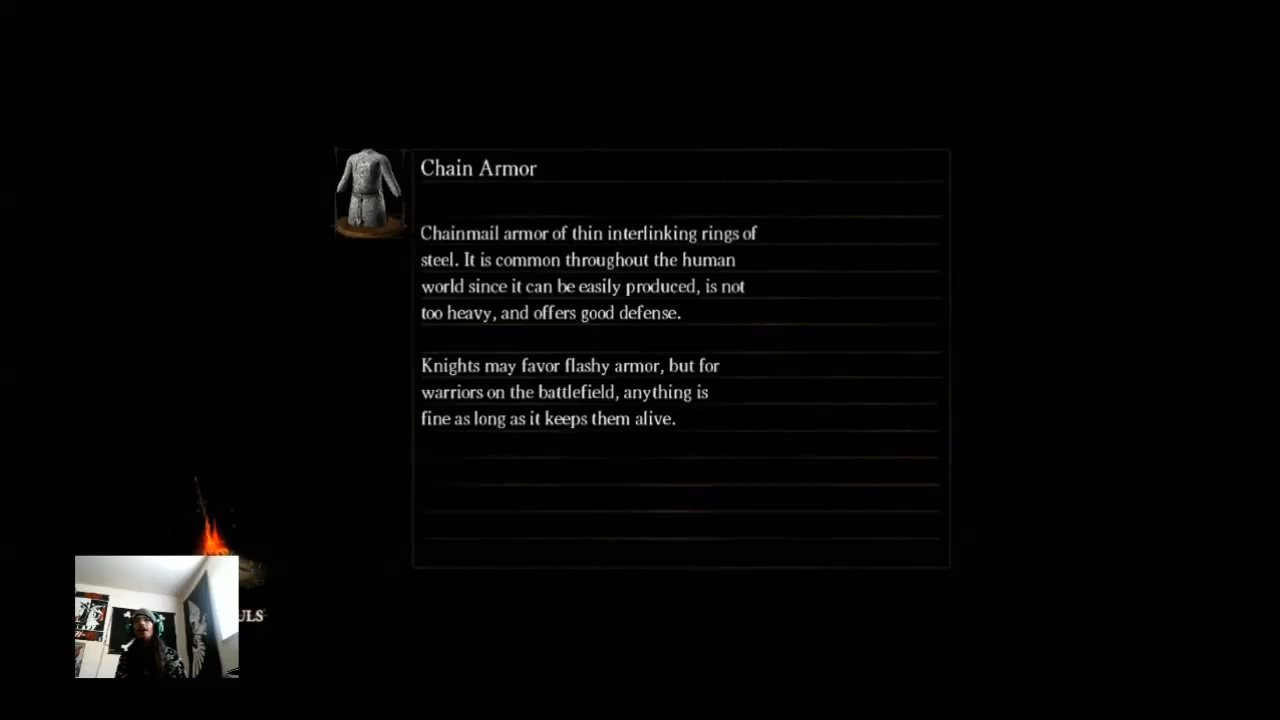 Chain Armor
Chainmail armor of thin interlinking rings of
steel. It is common throughout the human
world since it can be easily produced, is not
too heavy, and offers good defense.
Knights may favor flashy armor, but for
warriors on the battlefield, anything is
fine as long as it keeps them alive.
ULS